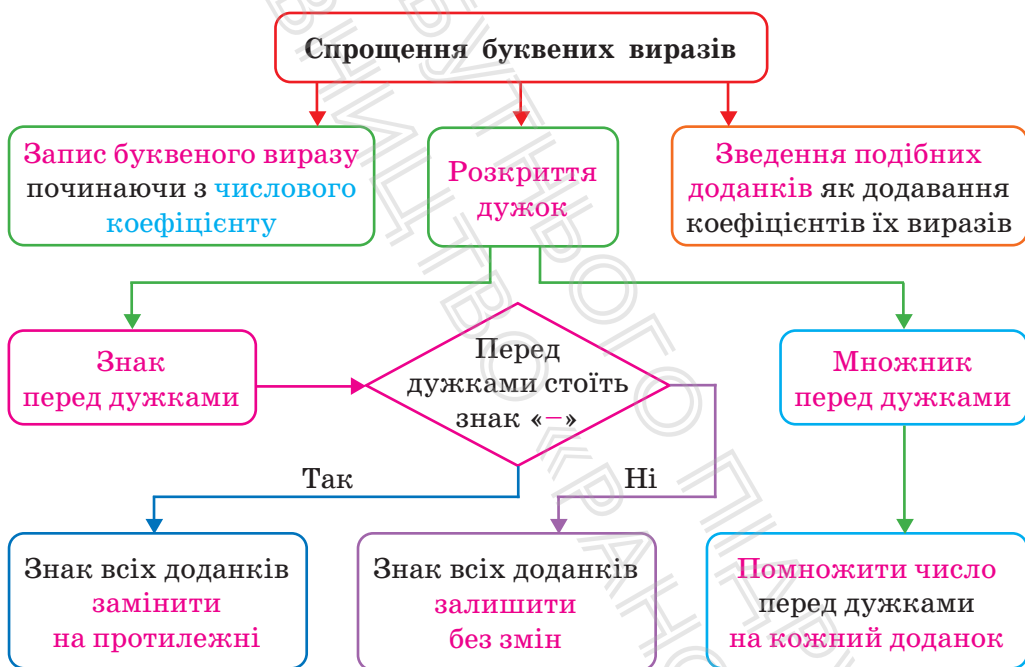 Спрощення буквених виразів
Запис буквеного виразу
починаючи з числового
коефіцієнту
Розкриття
дужок
Зведення подібних
доданків як додавання
коефіцієнтів їх виразів
Знак
перед дужками
Перед
дужками стоїть
знак «–»
Множник
перед дужками
Так
Ні
Знак всіх доданків
замінити
на протилежні
Знак всіх доданків
залишити
без змін
Помножити число
перед дужками
на кожний доданок